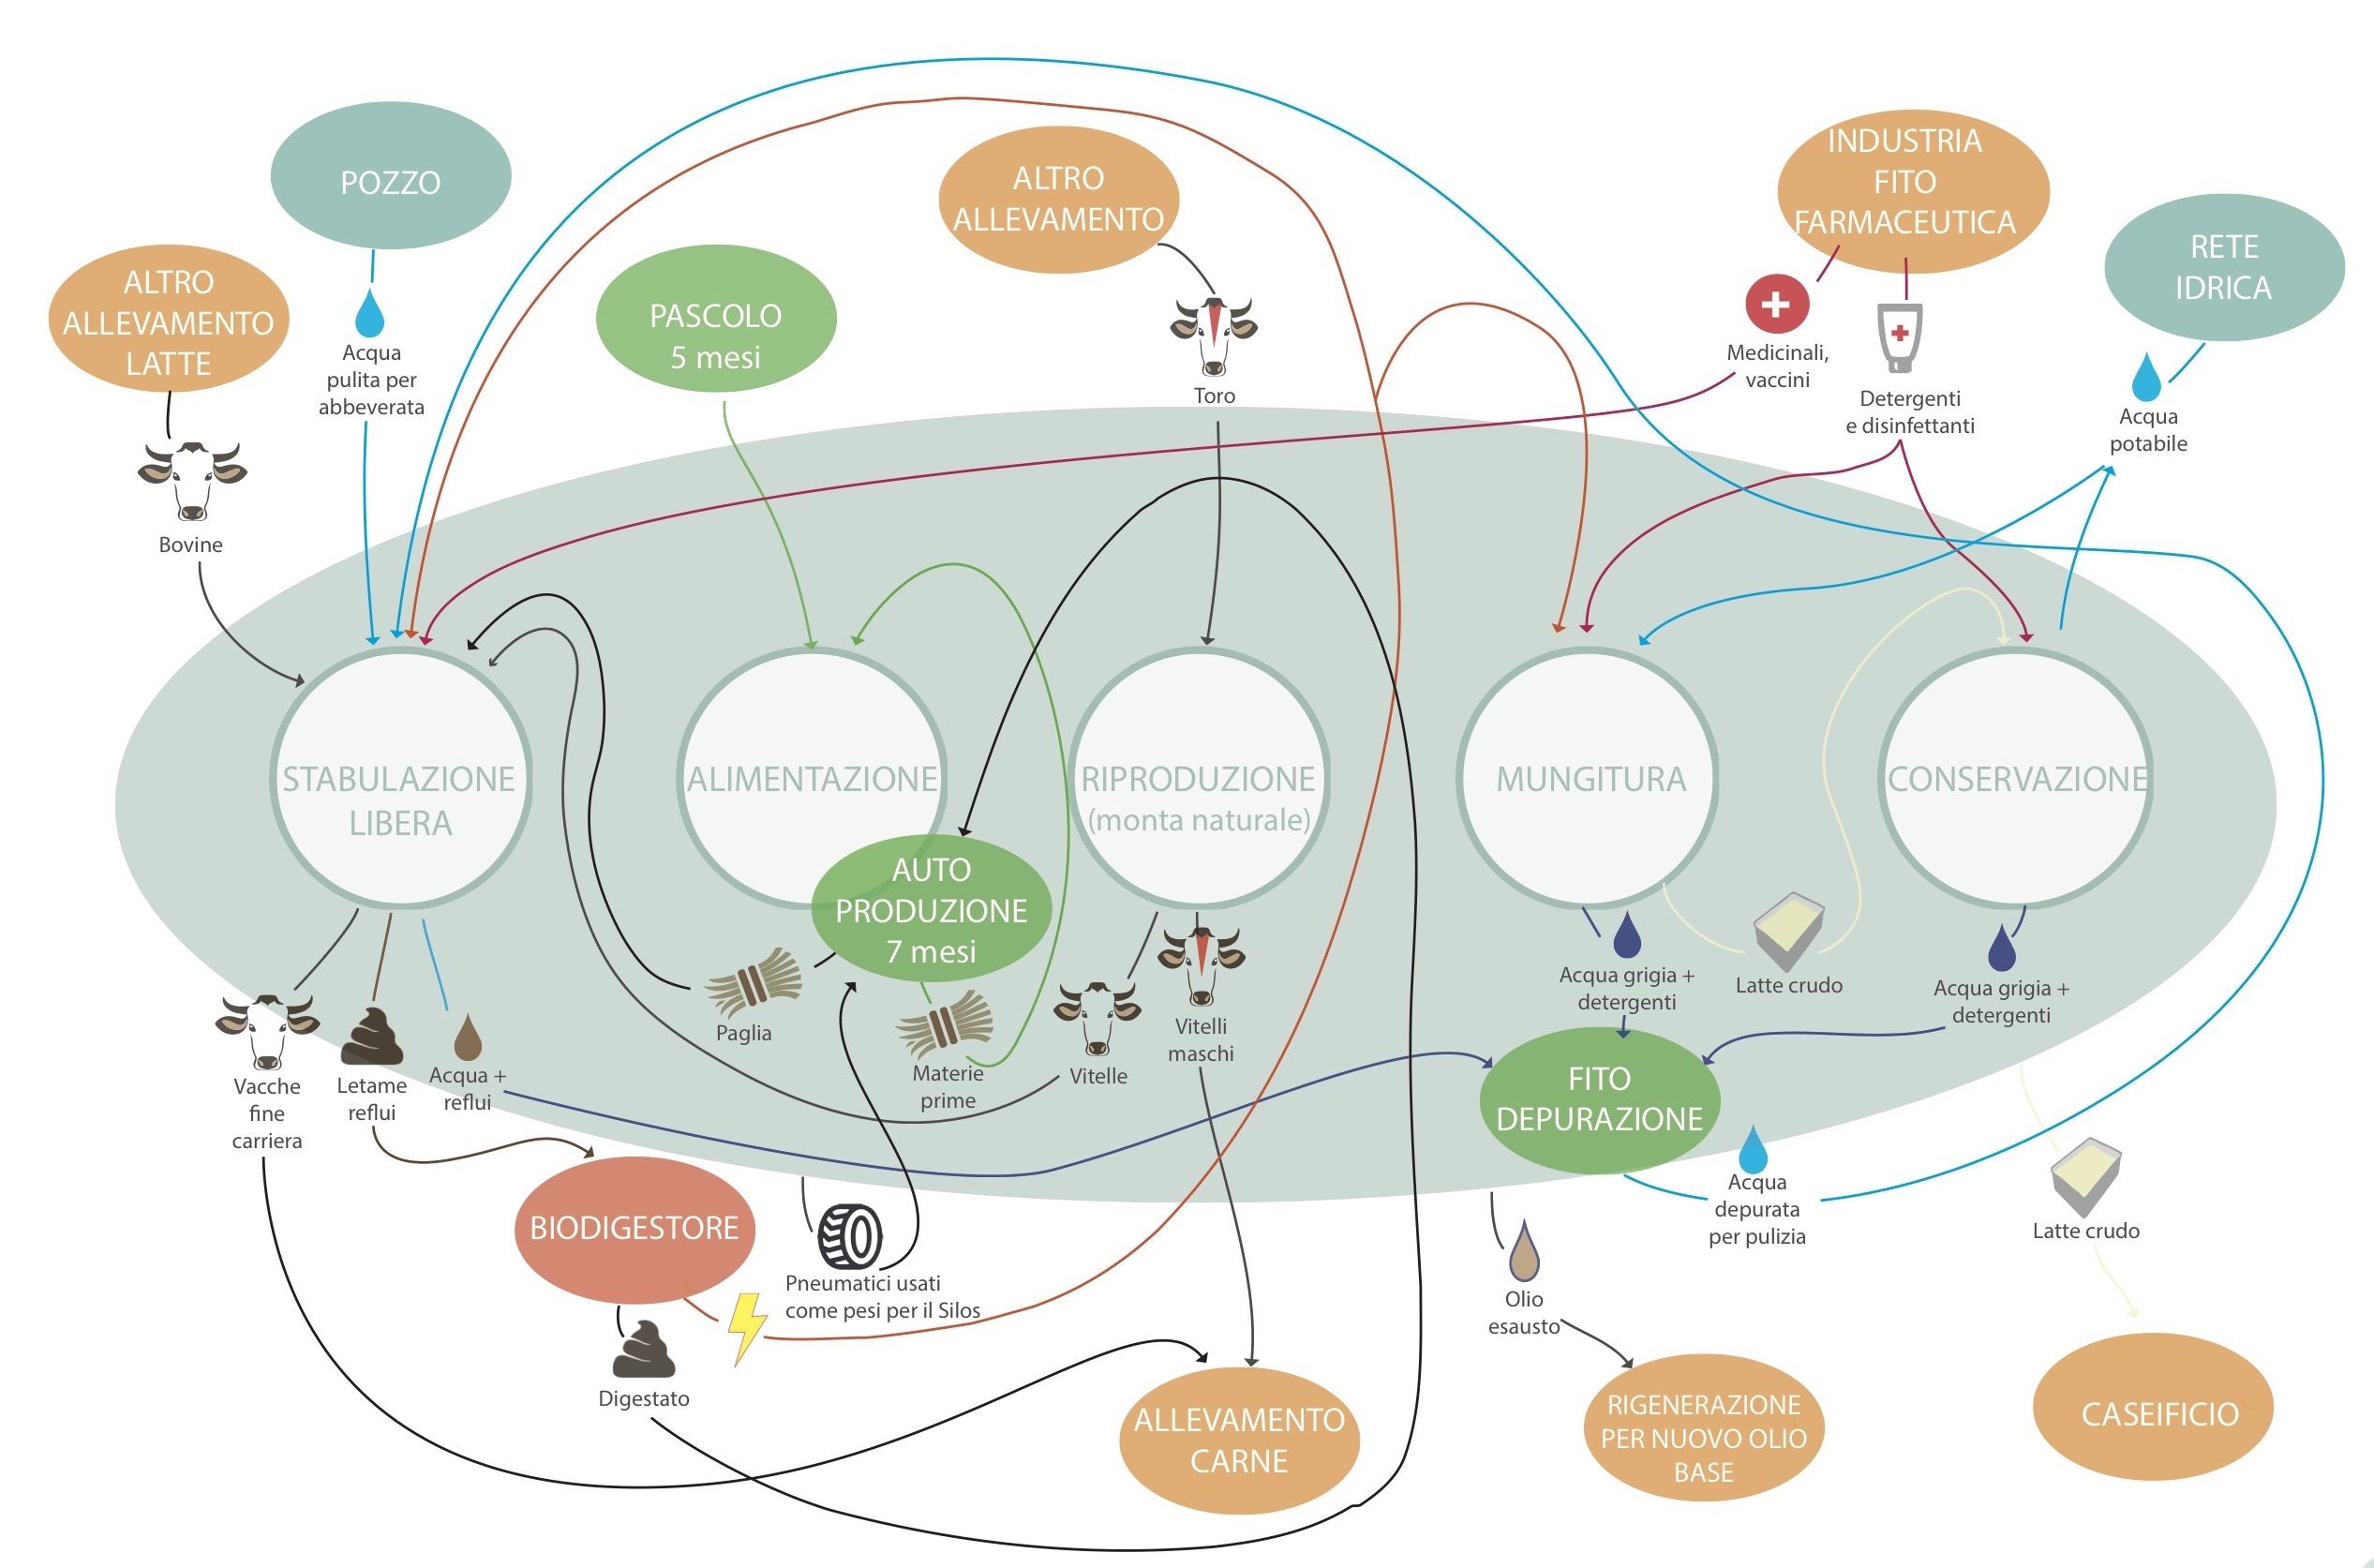 POZZO
ALTRO
ALLEVAMENTO
INDUSTRIA
FITO
FARMACEUTICA
RETE
IDRICA
ALTRO
ALLEVAMENTO
LATTE
PASCOLO
5 mesi
Acqua
pulita per
abbeverata
Toro
Medicinali,
vaccini
Detergenti
e disinfettanti
Acqua
potabile
Bovine
STABULAZIONE
LIBERA
ALIMENTAZIONE
RIPRODUZIONE
(monta naturale)
MUNGITURA
CONSERVAZIONE
AUTO
PRODUZIONE
7 mesi
Paglia
Materie
prime
Vitelle
Vitelli
maschi
Acqua grigia +
detergenti
Latte crudo
Acqua grigia +
detergenti
Vacche
fine
carriera
Letame
reflui
Acqua +
reflui
FITO
DEPURAZIONE
BIODIGESTORE
Pneumatici usati
come pesi per il Silos
Acqua
depurata
per pulizia
Latte crudo
Olio
esausto
Digestato
ALLEVAMENTO
CARNE
RIGENERAZIONE
PER NUOVO OLIO
BASE
CASEIFICIO